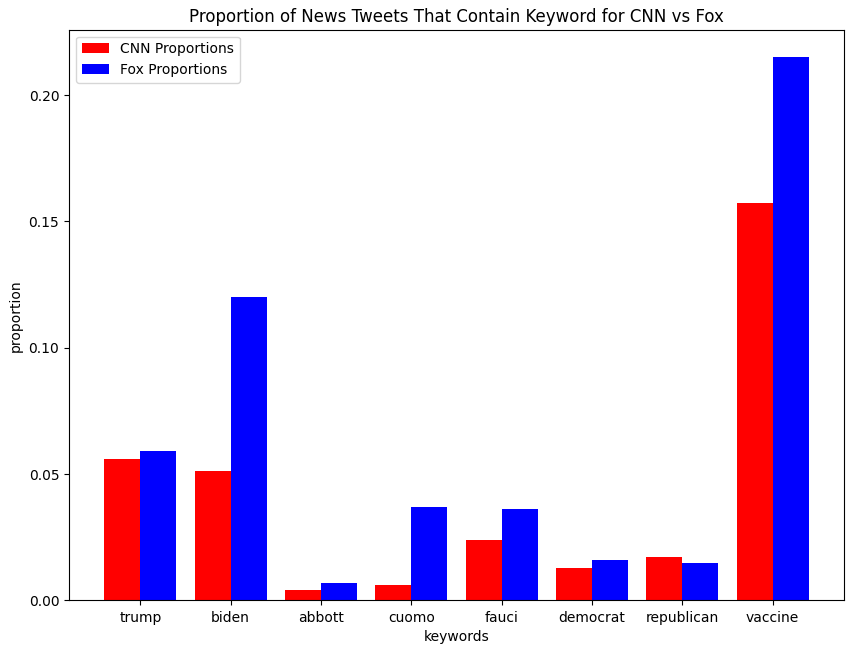 Proportion of News Tweets That Contain Keyword for CNN vs Fox
CNN Proportions
Fox Proportions
0.20
0.15
0.10
0.05
0.00
proportion
trump biden abbott cuomo fauci democrat republican vaccine
keywords